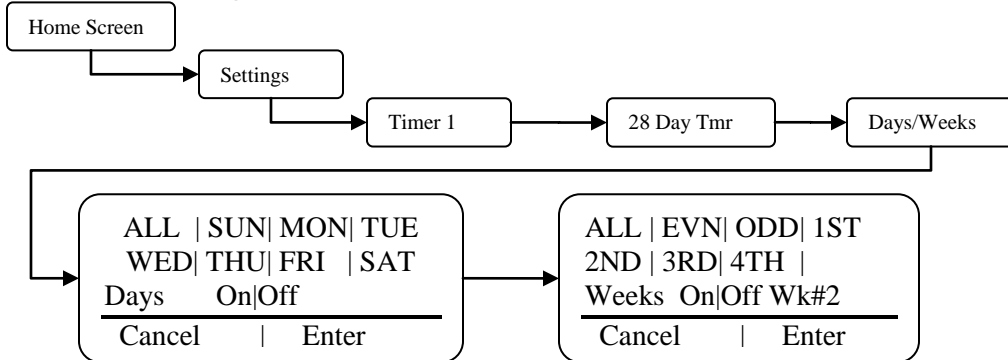 Home Screen
Settings
Timer 1
28 Day Tmr
Days/Weeks
ALL | SUN| MON| TUE
WED| THU| FRI | SAT
Days On|Off
Cancel | Enter
ALL | EVN| ODD| 1ST
2ND | 3RD| 4TH |
Weeks On|Off Wk#2
Cancel | Enter